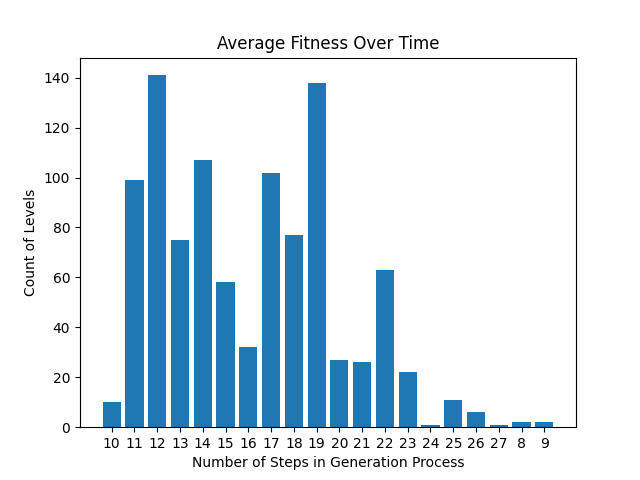 Average Fitness Over Time
Count of Levels
140
120
100
80
60
40
20
0
10 11 12 13 14 15 16 17 18 19 20 21 22 23 24 25 26 27 8 9
Number of Steps in Generation Process